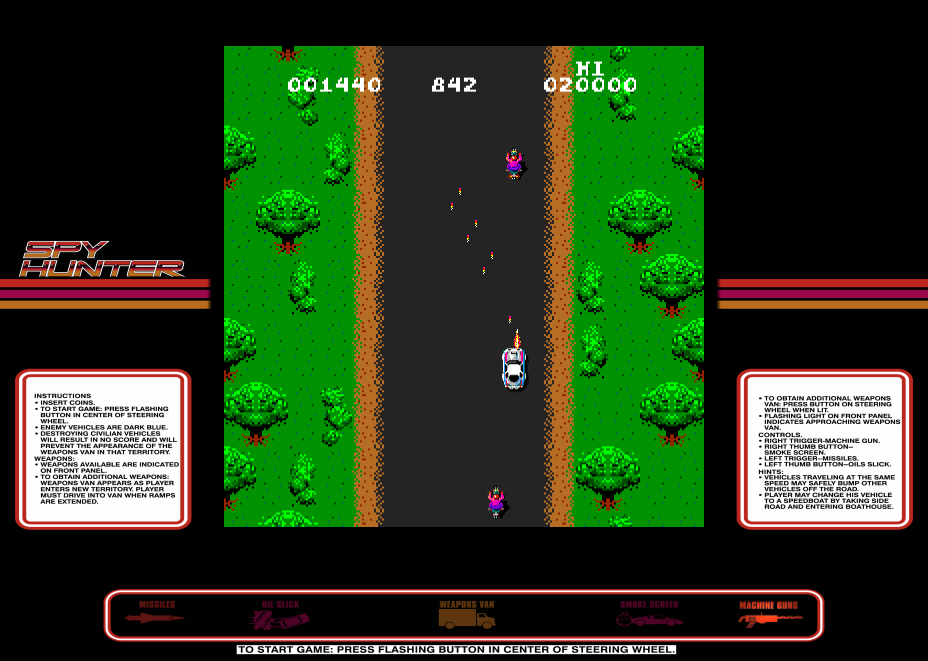 HI
001440 842 020000
SPY
HUNTER
INSTRUCTIONS
• INSERT COINS.
• TO START GAME: PRESS FLASHING
BUTTON IN CENTER OF STEERING
WHEEL.
• ENEMY VEHICLES ARE DARK BLUE.
• DESTROYING CIVILIAN VEHICLES
WILL RESULT IN NO SCORE AND WILL
PREVENT THE APPEARANCE OF THE
WEAPONS VAN IN THAT TERRITORY.
WEAPONS:
• WEAPONS AVAILABLE ARE INDICATED
ON FRONT PANEL.
• TO OBTAIN ADDITIONAL WEAPONS:
WEAPONS VAN APPEARS AS PLAYER
ENTERS NEW TERRITORY. PLAYER
MUST DRIVE INTO VAN WHEN RAMPS
ARE EXTENDED.
• TO OBTAIN ADDITIONAL WEAPONS
VAN: PRESS BUTTON ON STEERING
WHEEL WHEN LIT.
• FLASHING LIGHT ON FRONT PANEL
INDICATES APPROACHING WEAPONS
VAN.
CONTROLS.
• RIGHT TRIGGER–MACHINE GUN.
• RIGHT THUMB BUTTON–
SMOKE SCREEN.
• LEFT TRIGGER–MISSILES.
• LEFT THUMB BUTTON–OILS SLICK.
HINTS:
• VEHICLES TRAVELING AT THE SAME
SPEED MAY SAFELY BUMP OTHER
VEHICLES OFF THE ROAD.
• PLAYER MAY CHANGE HIS VEHICLE
TO A SPEEDBOAT BY TAKING SIDE
ROAD AND ENTERING BOATHOUSE.
MISSILES OIL SLICK WEAPONS VAN SMOKE SCREEN MACHINE GUNS
TO START GAME: PRESS FLASHING BUTTON IN CENTER OF STEERING WHEEL.